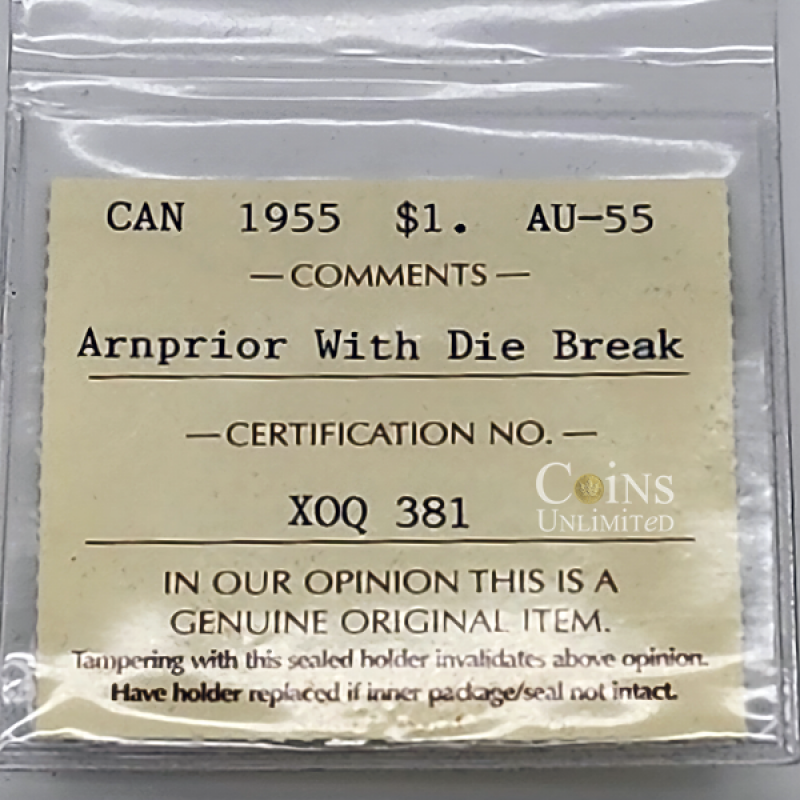 CAN 1955 $1. AU-55
—COMMENTS—
Arnprior With Die Break
—CERTIFICATION NO.—
XOQ 381
COINS
UNLIMITED
IN OUR OPINION THIS IS A
GENUINE ORIGINAL ITEM.
Tampering with this sealed holder invalidates above opinion.
Have holder replaced if inner package/seal not intact.